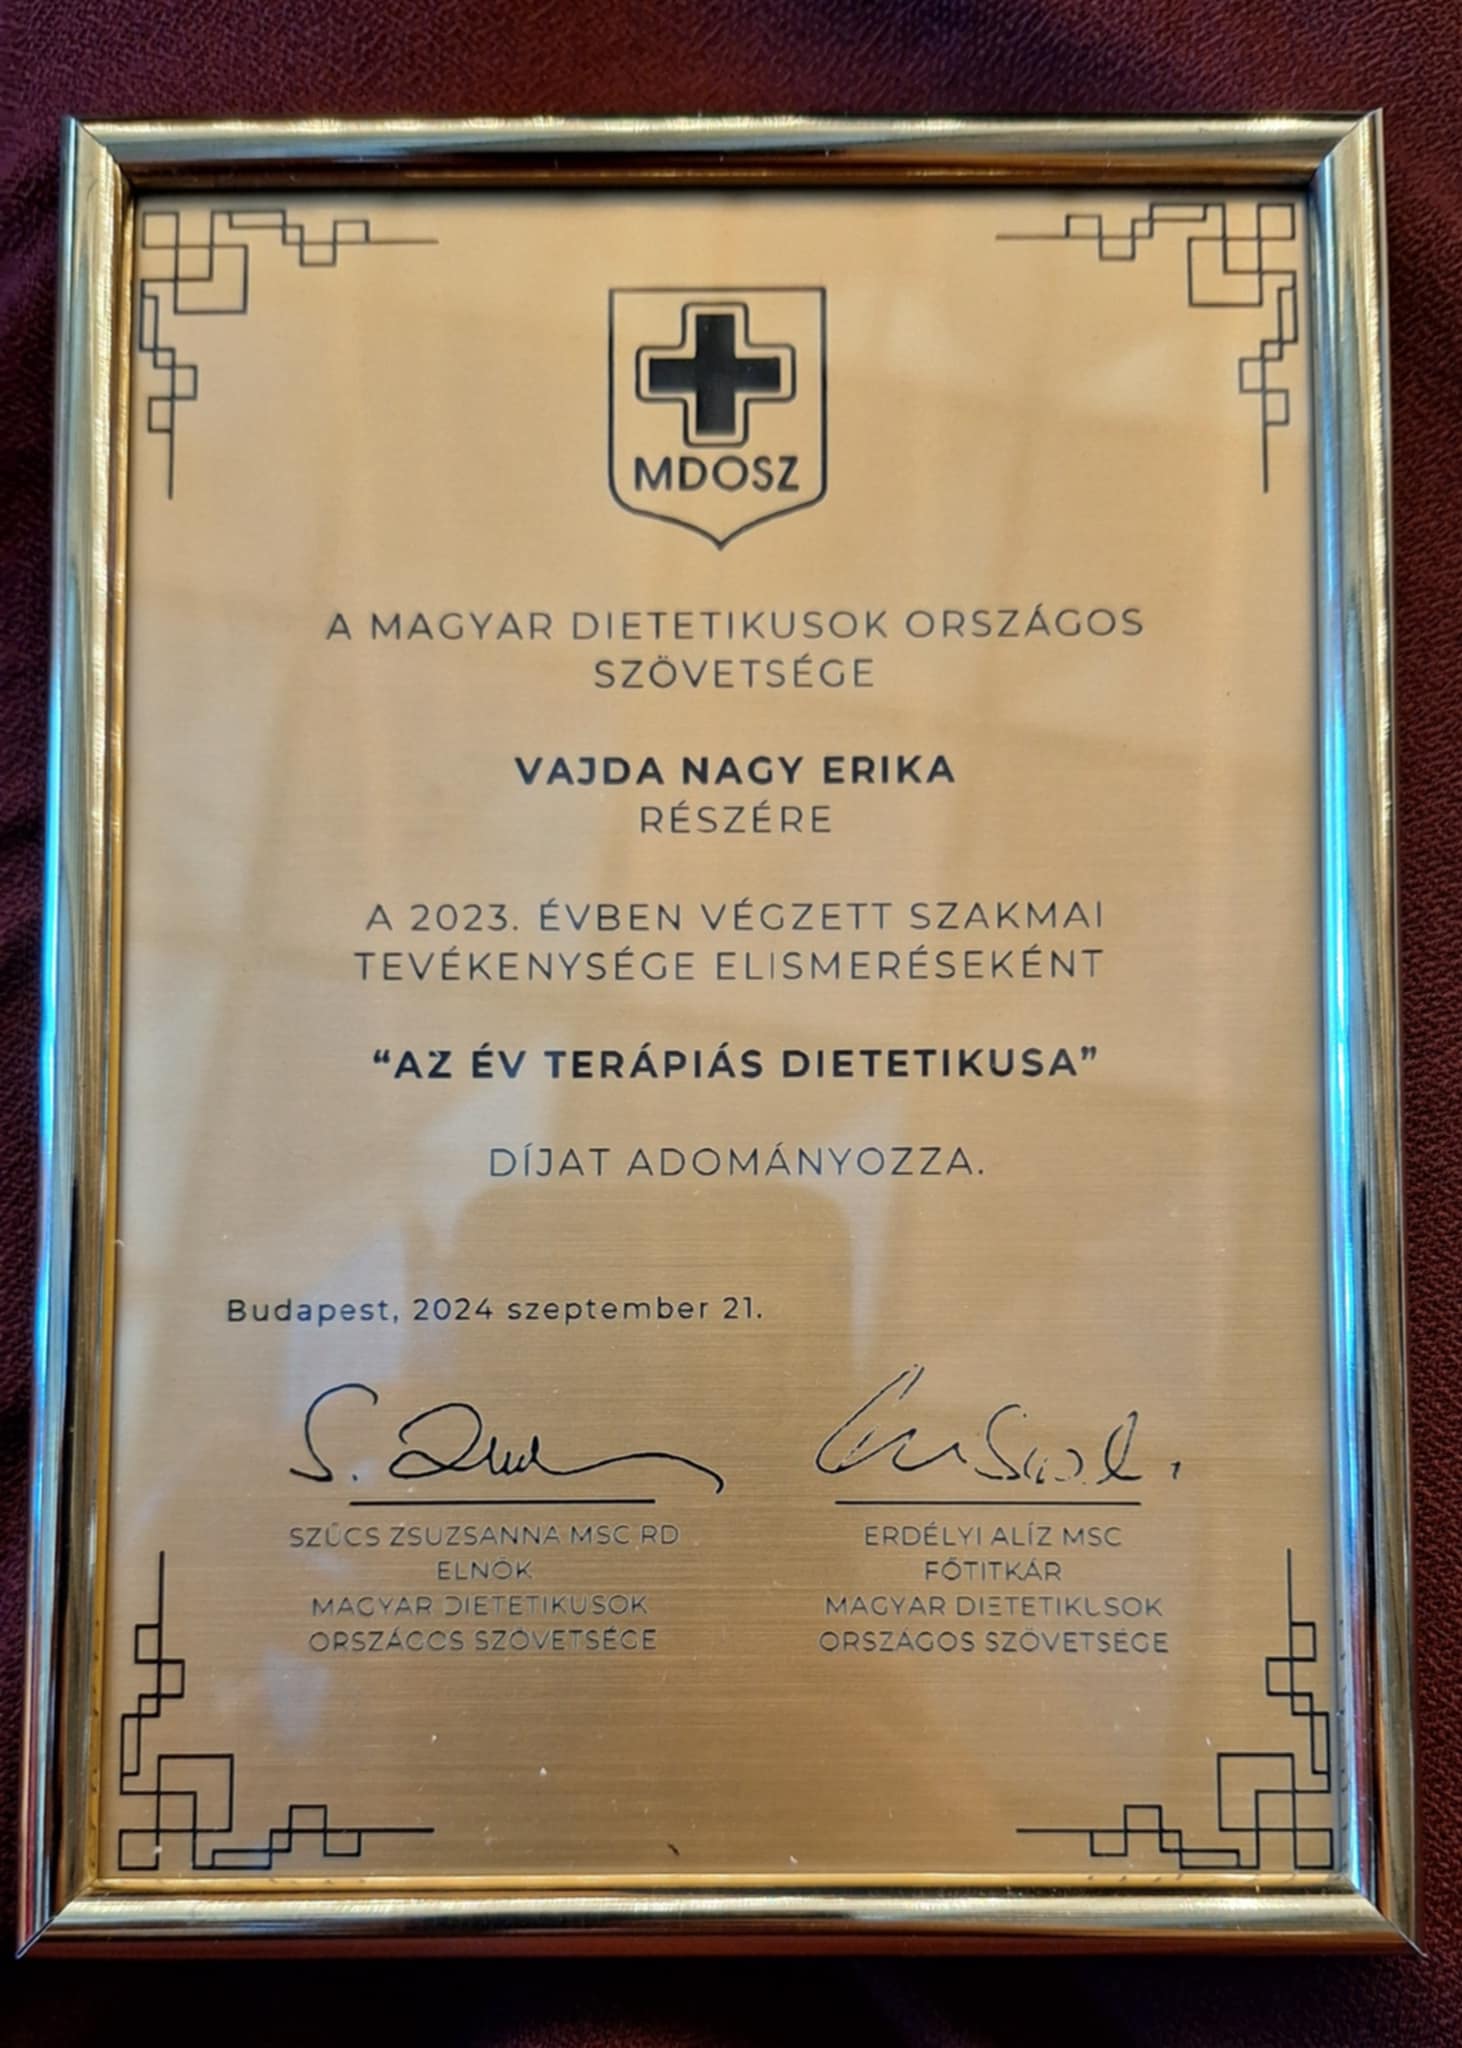 MDOSZ
A MAGYAR DIETETIKUSOK ORSZÁGOS
SZÖVETSÉGE
VAJDA NAGY ERIKA
RÉSZÉRE
A 2023. ÉVBEN VÉGZETT SZAKMAI
TEVÉKENYSÉGE ELISMERÉSEKÉNT
“AZ ÉV TERÁPIÁS DIETETIKUSA”
DÍJAT ADOMÁNYOZZA.
Budapest, 2024 szeptember 21.
SZŰCS ZSUZSANNA MSC RD
ELNÖK
MAGYAR DIETETIKUSOK
ORSZÁGOS SZÖVETSÉGE
ERDÉLYI ALÍZ MSC
FŐTITKÁR
MAGYAR DIETETIKUSOK
ORSZÁGOS SZÖVETSÉGE